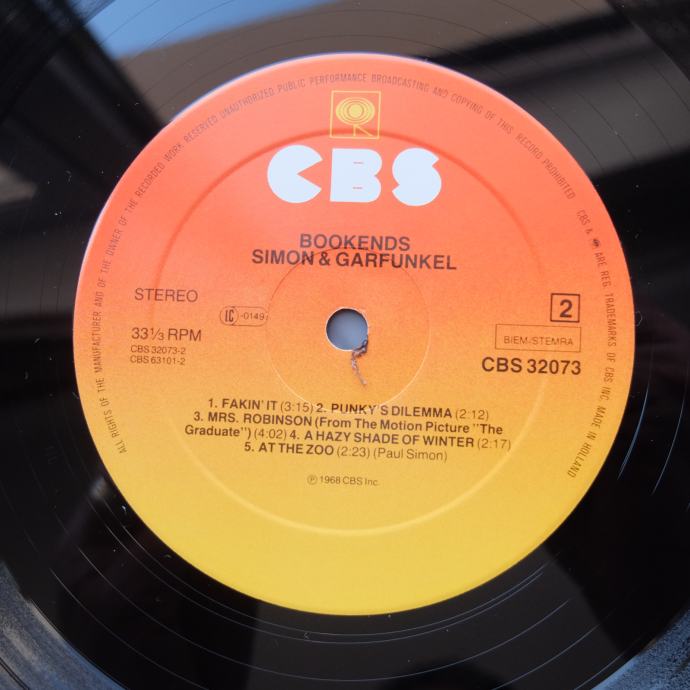 ALL RIGHTS OF THE MANUFACTURER AND OF THE OWNER OF THE RECORDED WORK RESERVED UNAUTHORIZED PUBLIC PERFORMANCE BROADCASTING AND COPYING OF THIS RECORD PROHIBITED CBS & ARE REG. TRADEMARKS OF CBS INC. MADE IN HOLLAND
CBS
BOOKENDS
SIMON & GARFUNKEL
STEREO
IC -0149
2
33⅓ RPM
BIEM-STEMRA
CBS 32073-2
CBS 63101-2
CBS 32073
1. FAKIN' IT (3:15) 2. PUNKY'S DILEMMA (2:12)
3. MRS. ROBINSON (From The Motion Picture "The
Graduate") (4:02) 4. A HAZY SHADE OF WINTER (2:17)
5. AT THE ZOO (2:23) (Paul Simon)
℗ 1968 CBS Inc.